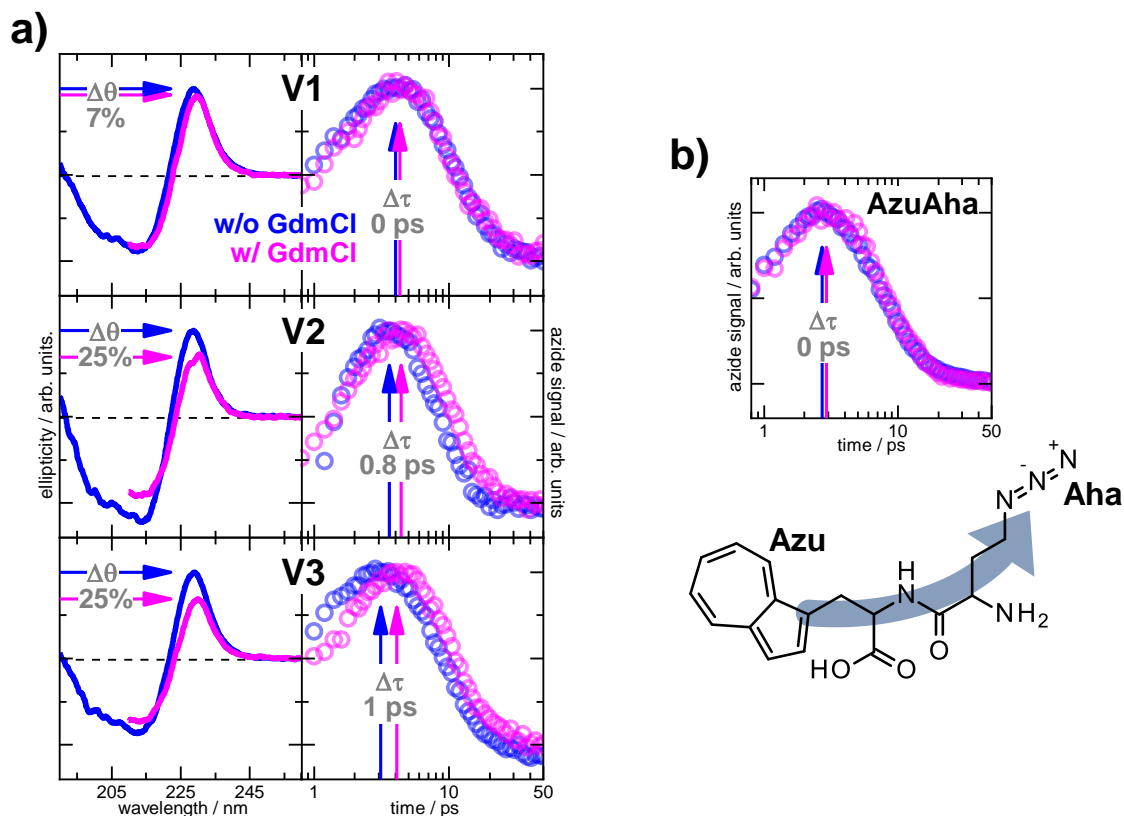 a)
Δθ
7%
V1
w/o GdmCl
w/ GdmCl
Δτ
0 ps
Δθ
25%
V2
Δτ
0.8 ps
Δθ
25%
V3
Δτ
1 ps
ellipticity / arb. units.
azide signal / arb. units
205 225 245
wavelength / nm
1 10 50
time / ps
b)
AzuAha
Δτ
0 ps
azide signal / arb. units
1 10 50
time / ps
Azu
Aha
N N N
- +
H
N
O
NH2
HO
O